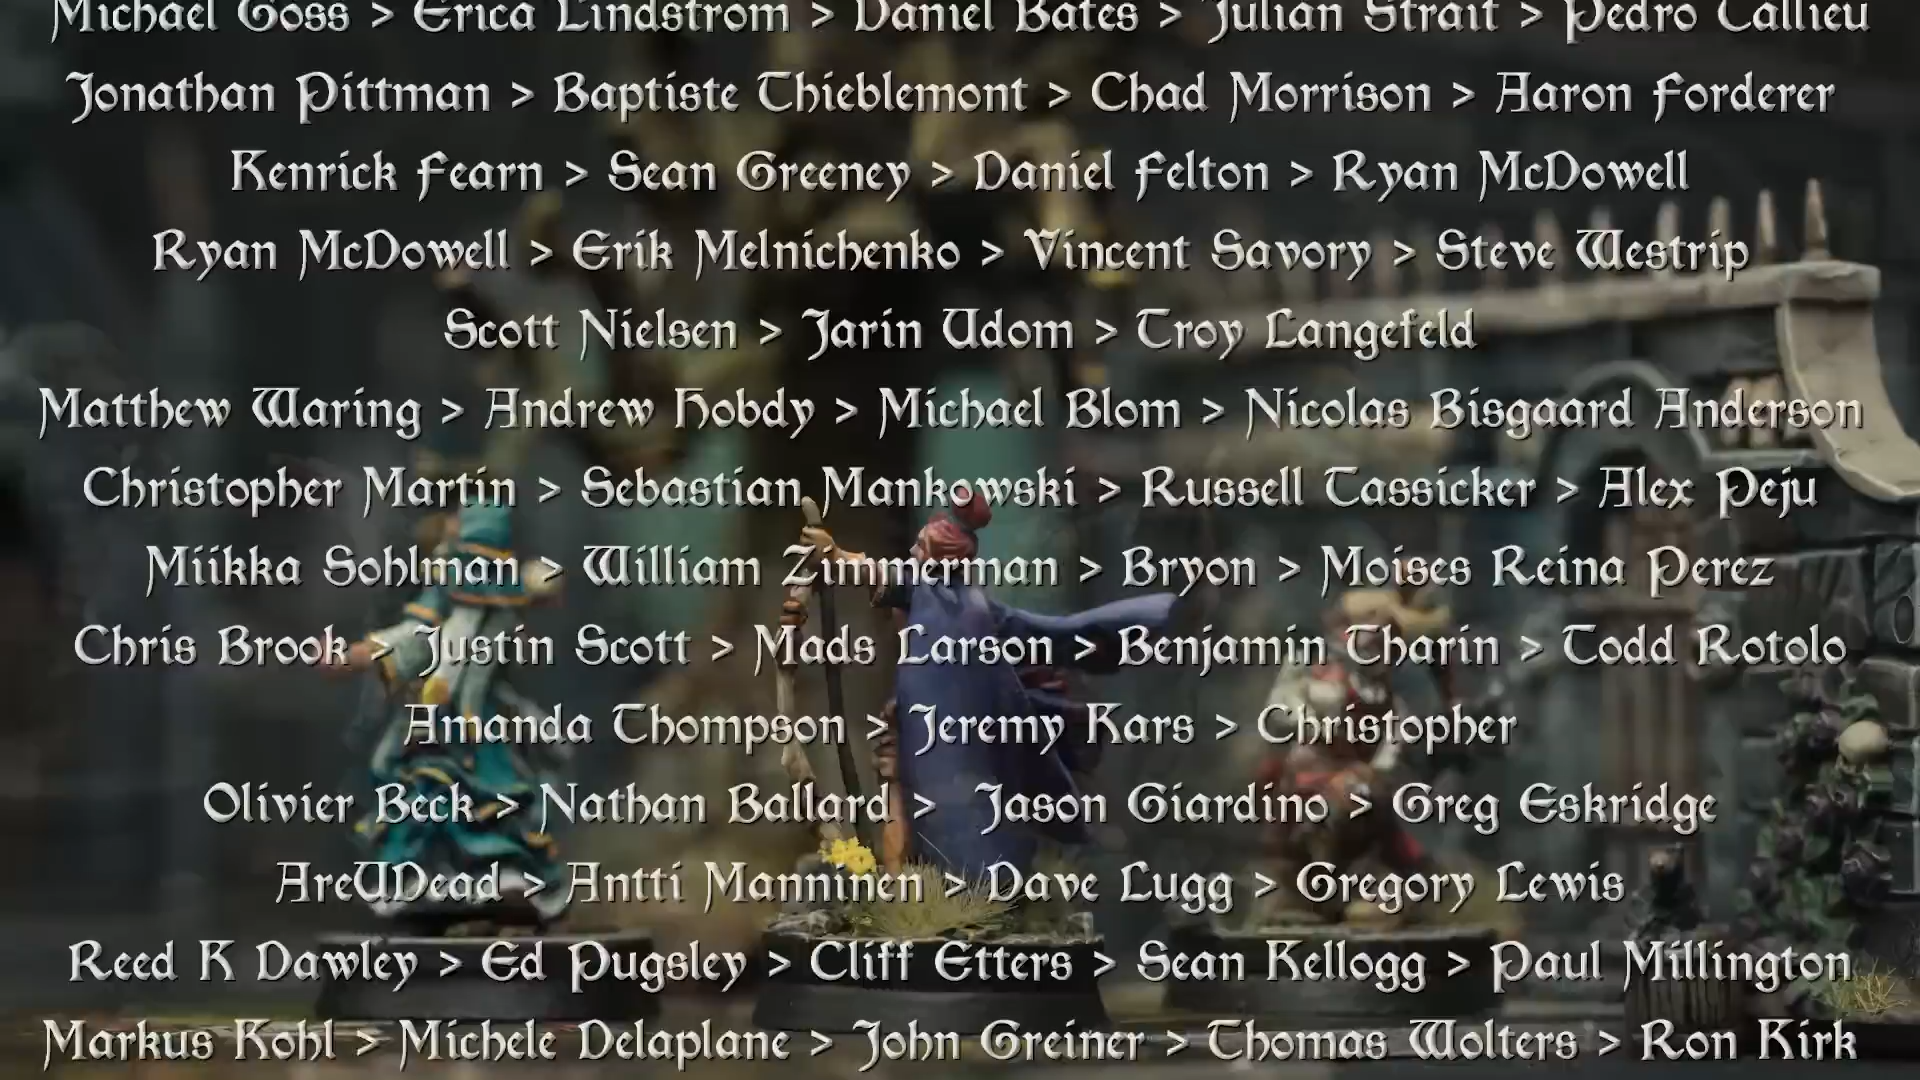 Michael Goss > Erica Lindstrom > Daniel Bates > Julian Strait > Pedro Callieu
Jonathan Pittman > Baptiste Thieblemont > Chad Morrison > Aaron Forderer
Kenrick Fearn > Sean Greeney > Daniel Felton > Ryan McDowell
Ryan McDowell > Erik Melnichenko > Vincent Savory > Steve Westrip
Scott Nielsen > Jarin Udom > Troy Langefeld
Matthew Waring > Andrew Hobdy > Michael Blom > Nicolas Bisgaard Anderson
Christopher Martin > Sebastian Mankowski > Russell Tassicker > Alex Peju
Miikka Sohlman > William Zimmerman > Bryon > Moises Reina Perez
Chris Brook > Justin Scott > Mads Larson > Benjamin Tharin > Todd Rotolo
Amanda Thompson > Jeremy Kars > Christopher
Olivier Beck > Nathan Ballard > Jason Giardino > Greg Eskridge
AreUDead > Antti Manninen > Dave Lugg > Gregory Lewis
Reed K Dawley > Ed Pugsley > Cliff Etters > Sean Kellogg > Paul Millington
Markus Kohl > Michele Delaplane > John Greiner > Thomas Wolters > Ron Kirk